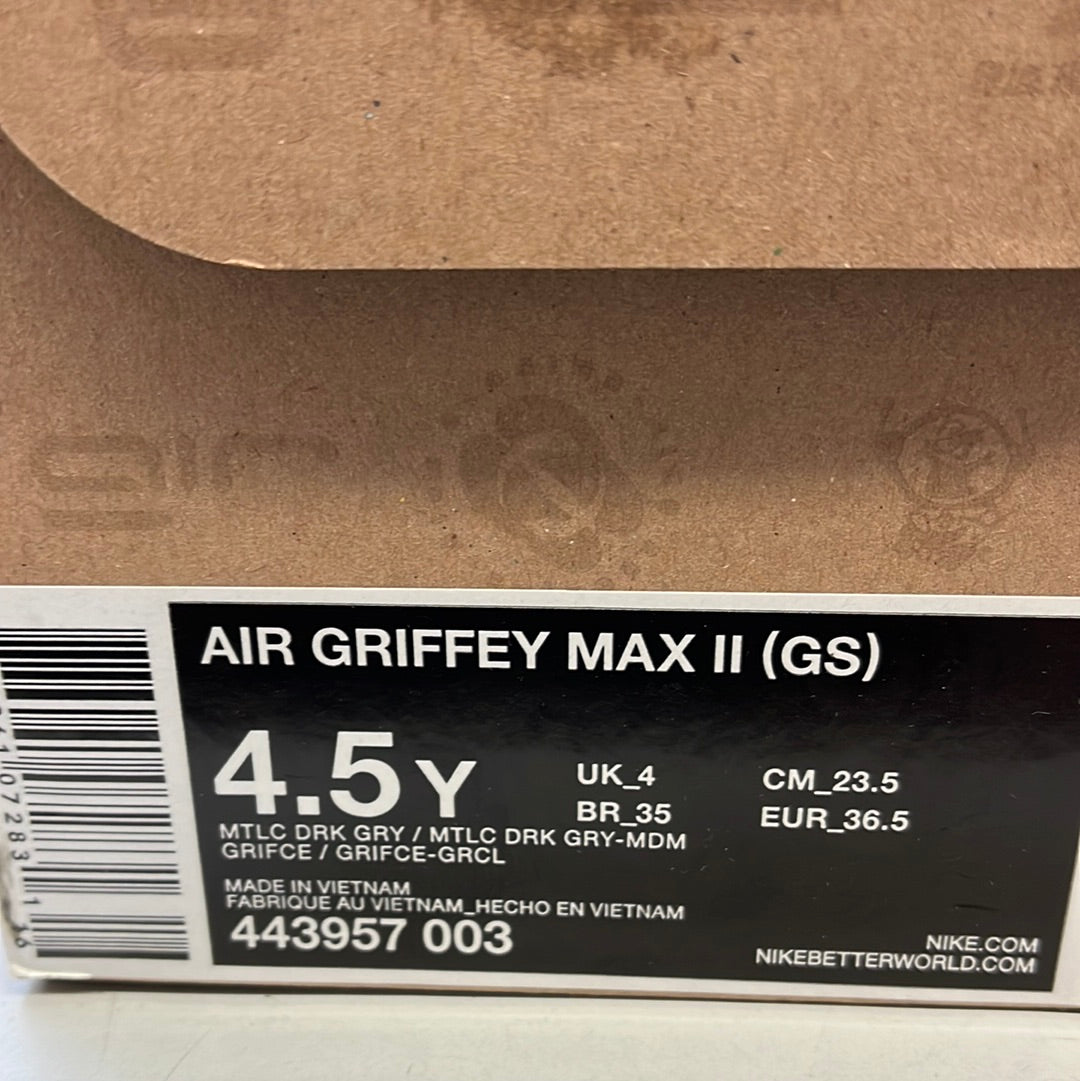 AIR GRIFFEY MAX II (GS)
4.5 Y
UK_4
CM_23.5
BR_35
EUR_36.5
MTLC DRK GRY / MTLC DRK GRY-MDM
GRIFCE / GRIFCE-GRCL
MADE IN VIETNAM
FABRIQUE AU VIETNAM_HECHO EN VIETNAM
443957 003
NIKE.COM
NIKEBETTERWORLD.COM